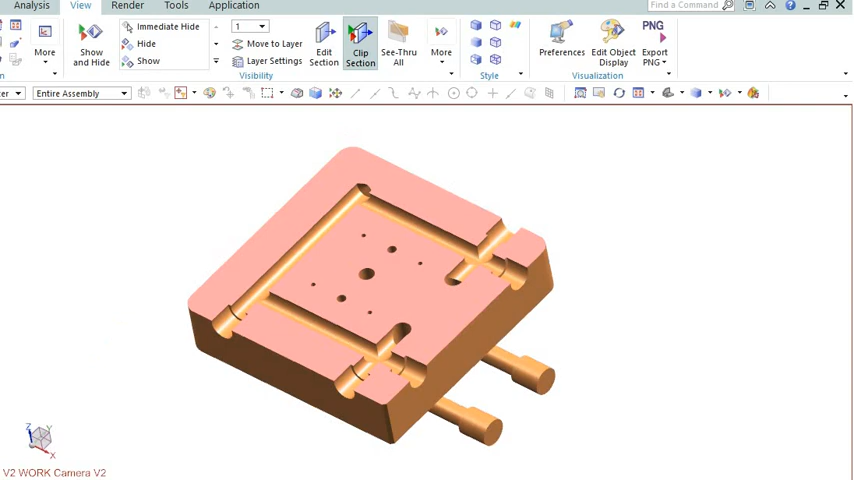 Analysis View Render Tools Application Find a Command
Immediate Hide 1
Hide Move to Layer
Show Layer Settings
More Show and Hide Edit Section Clip Section See-Thru All More Preferences Edit Object Display Export PNG
PNG
Visibility Style Visualization
Entire Assembly
Z Y
X
V2 WORK Camera V2